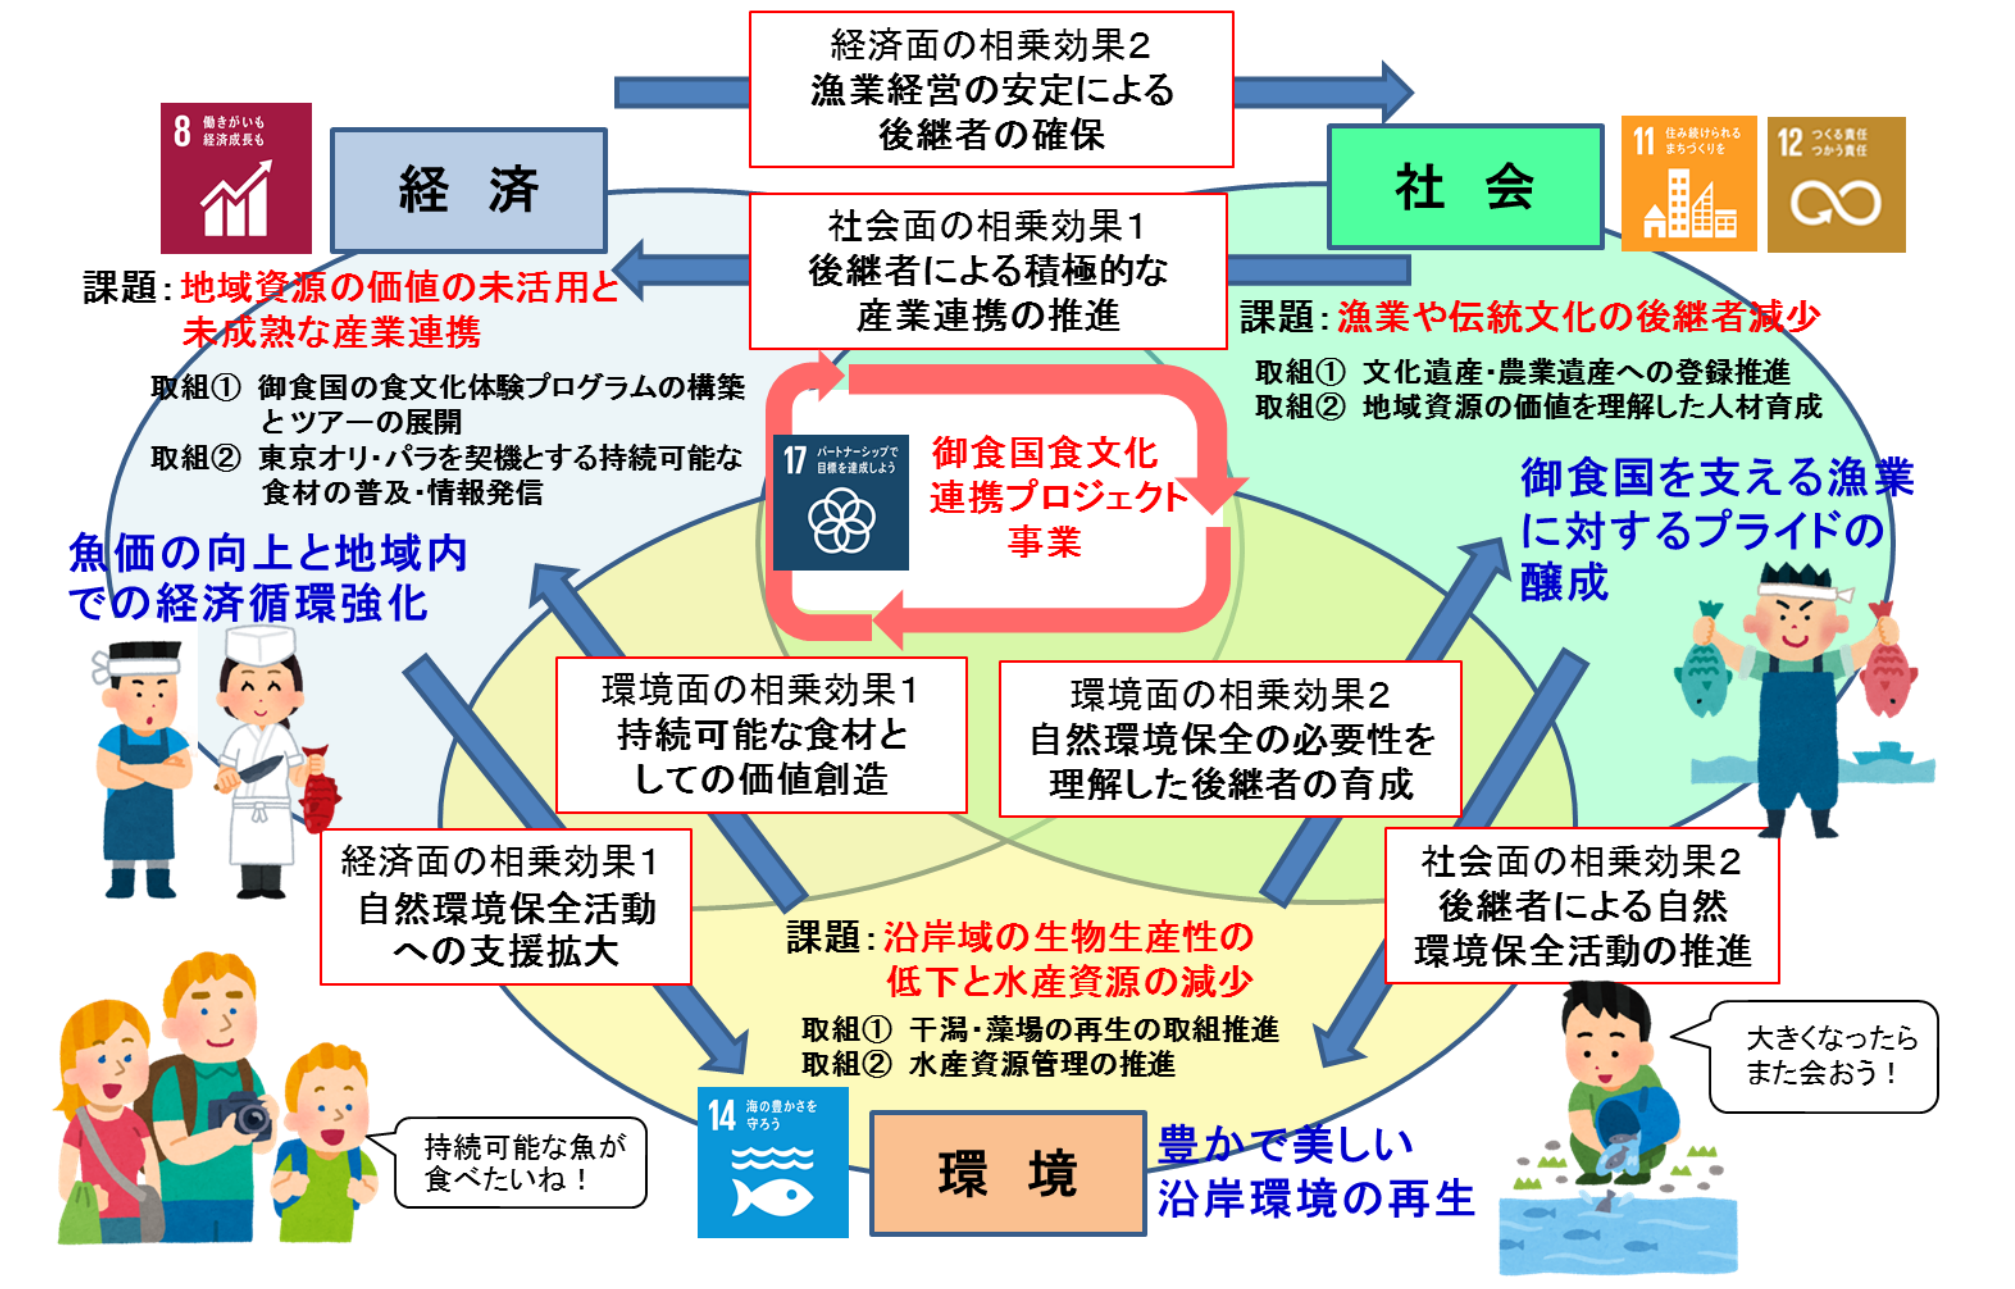 経済面の相乗効果2
漁業経営の安定による
後継者の確保
8 働きがいも
経済成長も
経 済
社 会
11 住み続けられる
まちづくりを
12 つくる責任
つかう責任
社会面の相乗効果1
後継者による積極的な
産業連携の推進
課題：地域資源の価値の未活用と
未成熟な産業連携
取組① 御食国の食文化体験プログラムの構築
とツアーの展開
取組② 東京オリ・パラを契機とする持続可能な
食材の普及・情報発信
魚価の向上と地域内
での経済循環強化
課題：漁業や伝統文化の後継者減少
取組① 文化遺産・農業遺産への登録推進
取組② 地域資源の価値を理解した人材育成
御食国を支える漁業
に対するプライドの
醸成
17 パートナーシップで
目標を達成しよう
御食国食文化
連携プロジェクト
事業
環境面の相乗効果1
持続可能な食材と
しての価値創造
環境面の相乗効果2
自然環境保全の必要性を
理解した後継者の育成
経済面の相乗効果1
自然環境保全活動
への支援拡大
社会面の相乗効果2
後継者による自然
環境保全活動の推進
課題：沿岸域の生物生産性の
低下と水産資源の減少
取組① 干潟・藻場の再生の取組推進
取組② 水産資源管理の推進
14 海の豊かさを
守ろう
環 境
豊かで美しい
沿岸環境の再生
持続可能な魚が
食べたいね！
大きくなったら
また会おう！